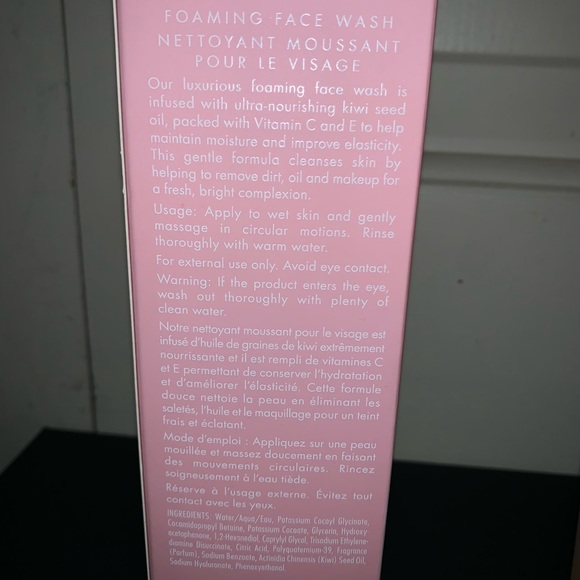 FOAMING FACE WASH
NETTOYANT MOUSSANT
POUR LE VISAGE
Our luxurious foaming face wash is
infused with ultra-nourishing kiwi seed
oil, packed with Vitamin C and E to help
maintain moisture and improve elasticity.
This gentle formula cleanses skin by
helping to remove dirt, oil and makeup for
a fresh, bright complexion.
Usage: Apply to wet skin and gently
massage in circular motions. Rinse
thoroughly with warm water.
For external use only. Avoid eye contact.
Warning: If the product enters the eye,
wash out thoroughly with plenty of
clean water.
Notre nettoyant moussant pour le visage est
infusé d'huile de graines de kiwi extrêmement
nourrissante et il est rempli de vitamines C
et E permettant de conserver l'hydratation
et d'améliorer l'élasticité. Cette formule
douce nettoie la peau en éliminant les
saletés, l'huile et le maquillage pour un teint
frais et éclatant.
Mode d'emploi : Appliquez sur une peau
mouillée et massez doucement en faisant
des mouvements circulaires. Rincez
soigneusement à l'eau tiède.
Réserve à l'usage externe. Évitez tout
contact avec les yeux.
INGREDIENTS: Water/Aqua/Eau, Potassium Cocoyl Glycinate,
Cocamidopropyl Betaine, Potassium Cocoate, Glycerin, Hydroxy-
acetophenone, 1,2-Hexanediol, Caprylyl Glycol, Trisodium Ethylene-
diamine Disuccinate, Citric Acid, Polyquaternium-39, Fragrance
(Parfum), Sodium Benzoate, Actinidia Chinensis (Kiwi) Seed Oil,
Sodium Hyaluronate, Phenoxyethanol.